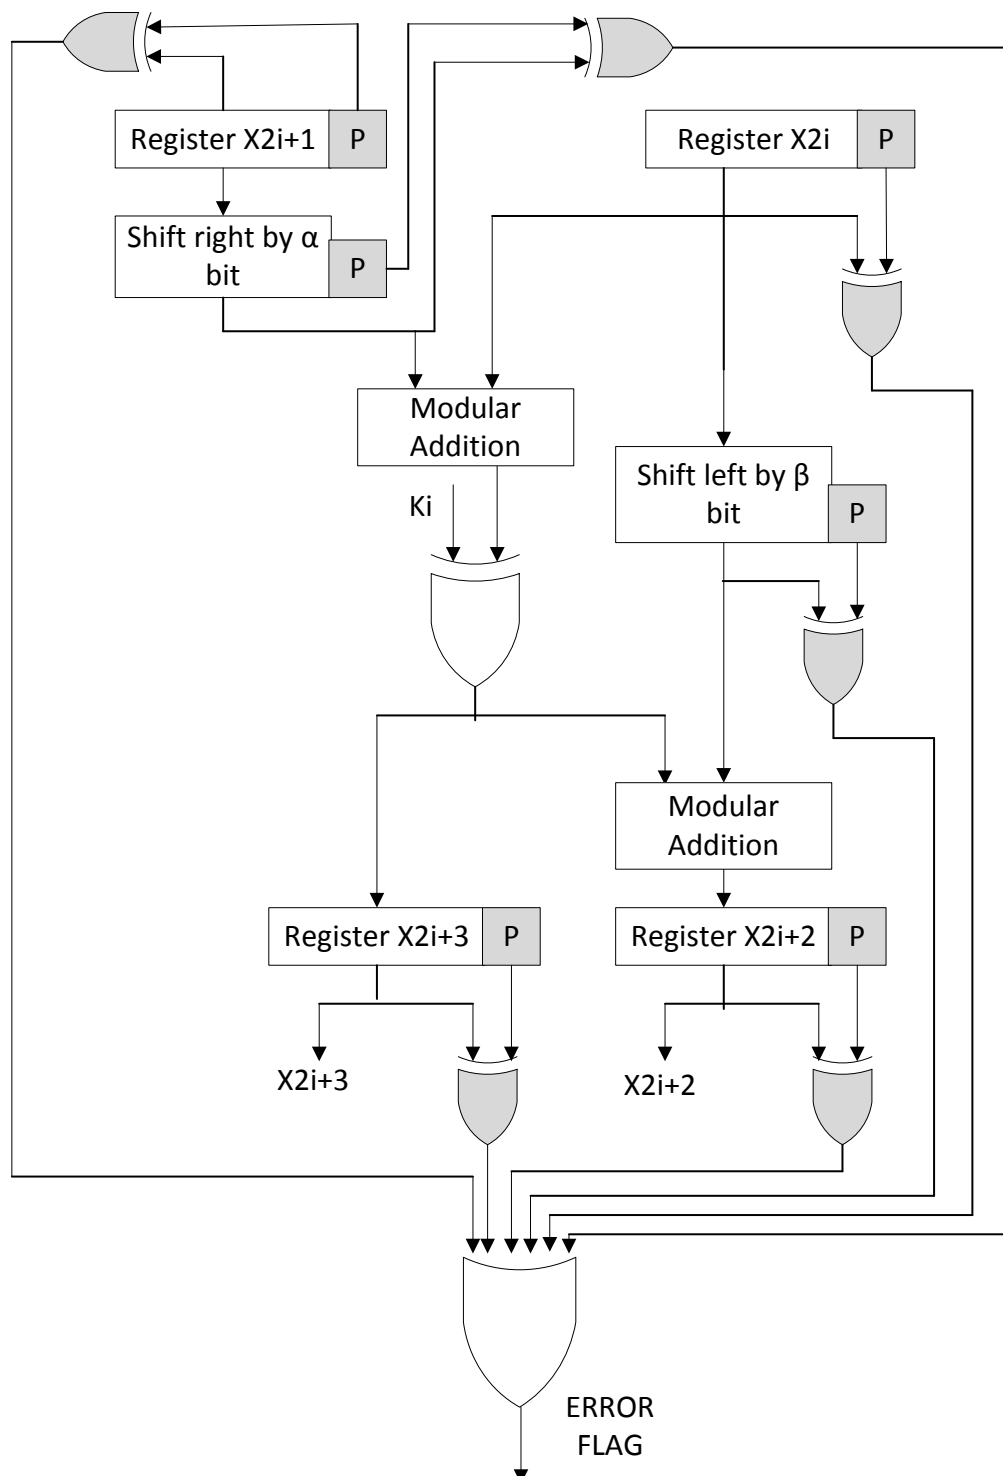 Register X2i+1
P
Register X2i
P
Shift right by α
bit
P
Modular
Addition
Shift left by β
bit
P
Ki
Modular
Addition
Register X2i+3
P
Register X2i+2
P
X2i+3
X2i+2
ERROR
FLAG